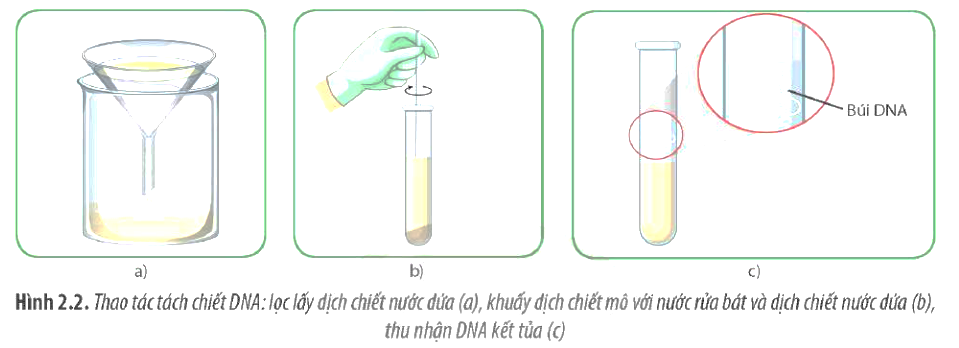 Búi DNA
a)
b)
c)
Hình 2.2. Thao tác tách chiết DNA: lọc lấy dịch chiết nước dứa (a), khuấy dịch chiết mô với nước rửa bát và dịch chiết nước dứa (b),
thu nhận DNA kết tủa (c)